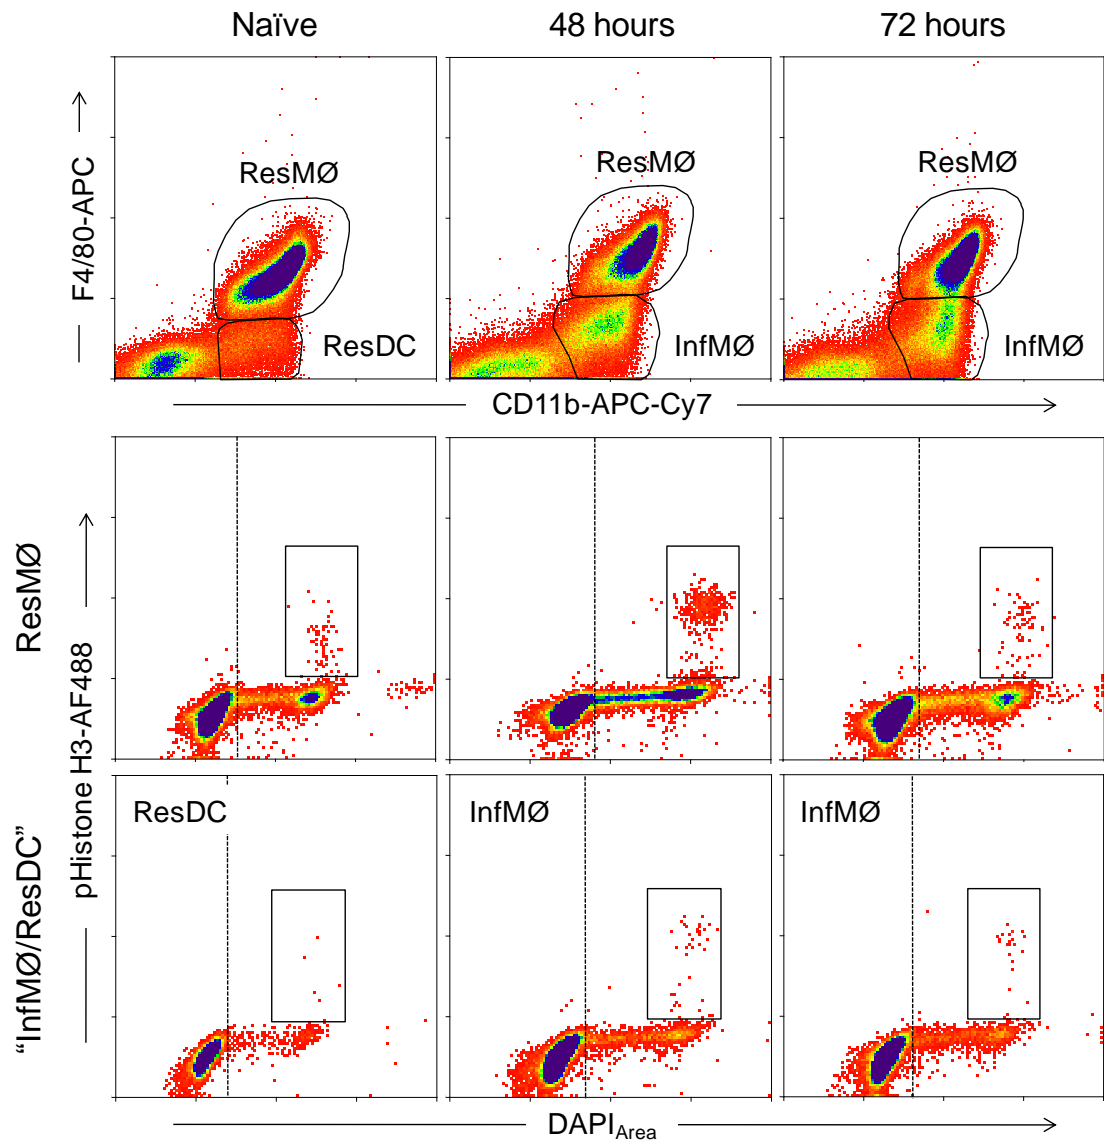 Naïve
48 hours
72 hours
F4/80-APC
ResMØ
ResMØ
ResMØ
ResDC
InfMØ
InfMØ
CD11b-APC-Cy7
ResMØ
pHistone H3-AF488
"InfMØ/ResDC"
ResDC
InfMØ
InfMØ
DAPIArea